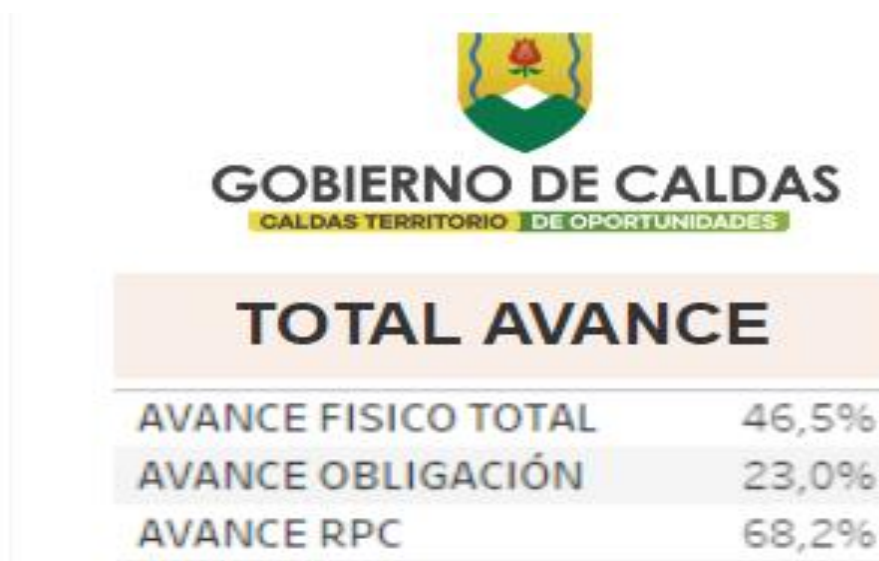 GOBIERNO DE CALDAS
CALDAS TERRITORIO DE OPORTUNIDADES
TOTAL AVANCE
AVANCE FISICO TOTAL 46,5%
AVANCE OBLIGACIÓN 23,0%
AVANCE RPC 68,2%